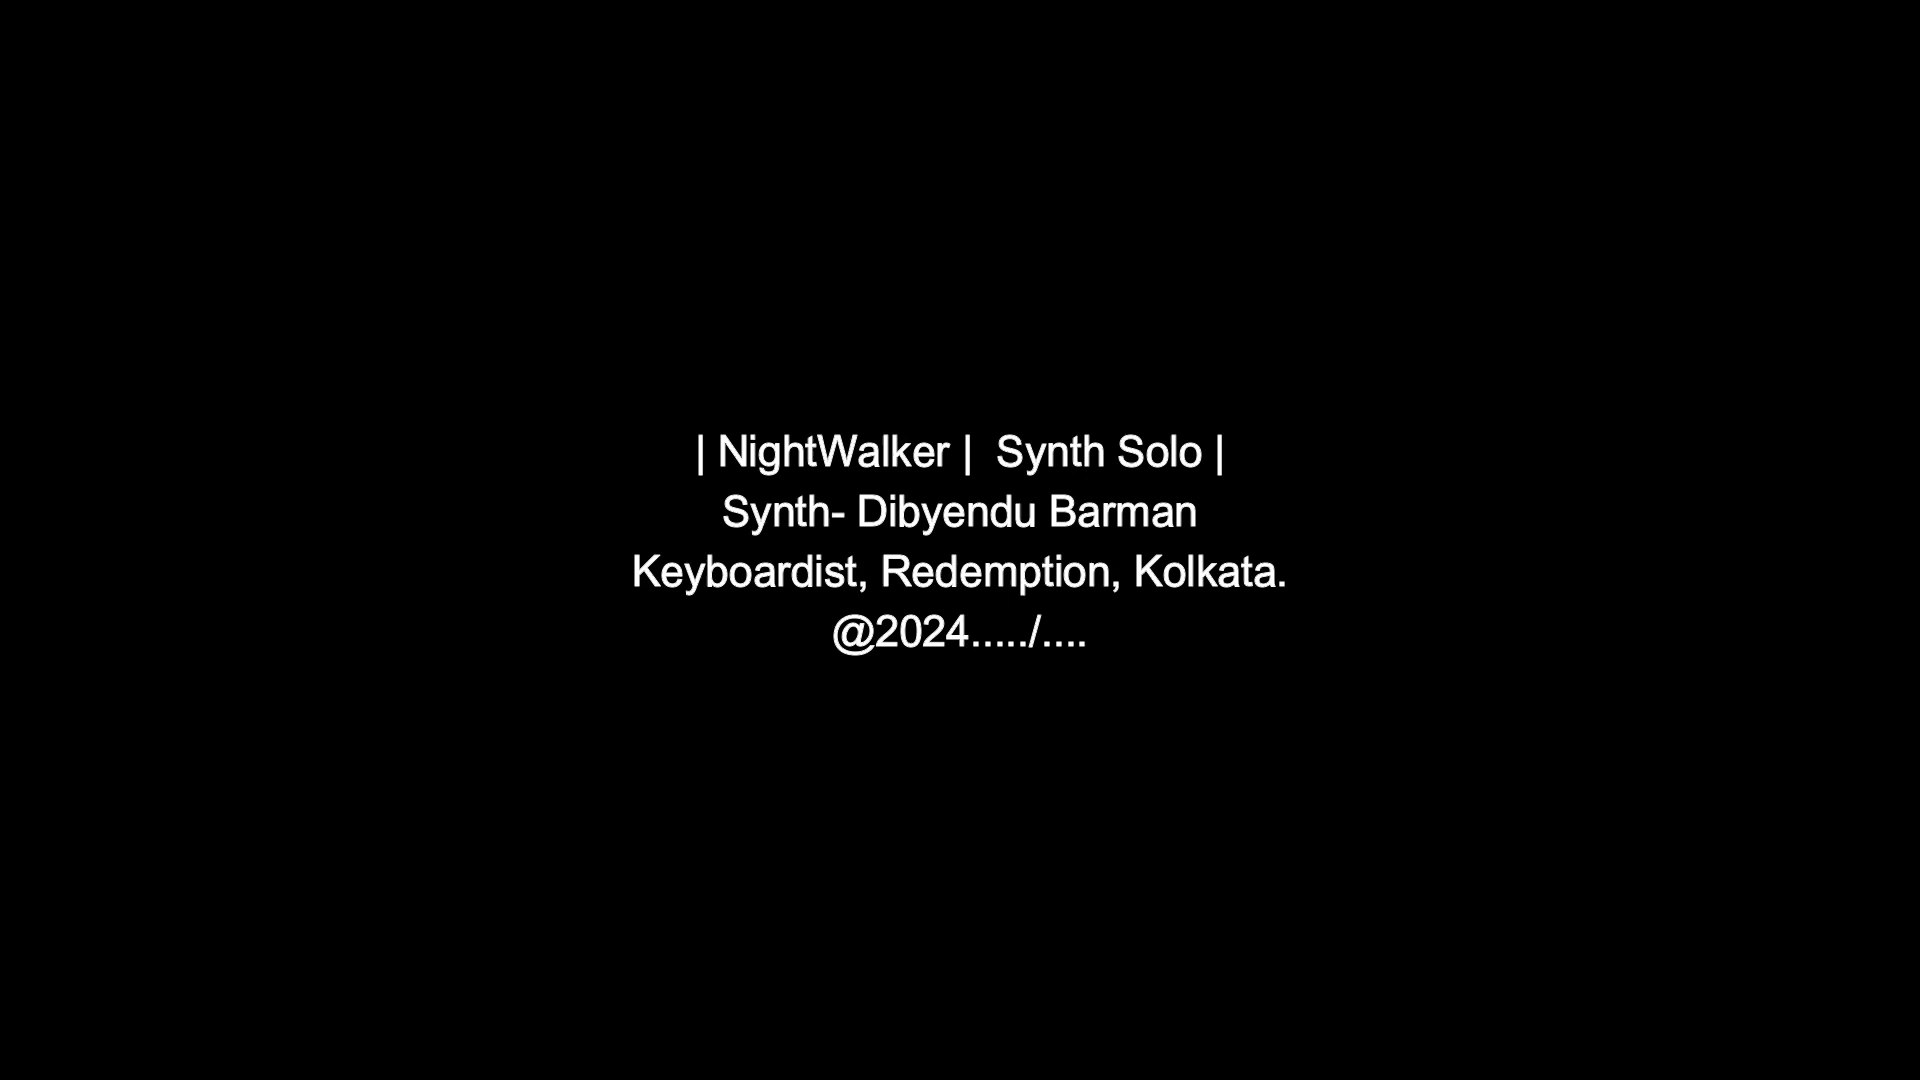 | NightWalker |  Synth Solo |
Synth- Dibyendu Barman
Keyboardist, Redemption, Kolkata.
@2024...../....